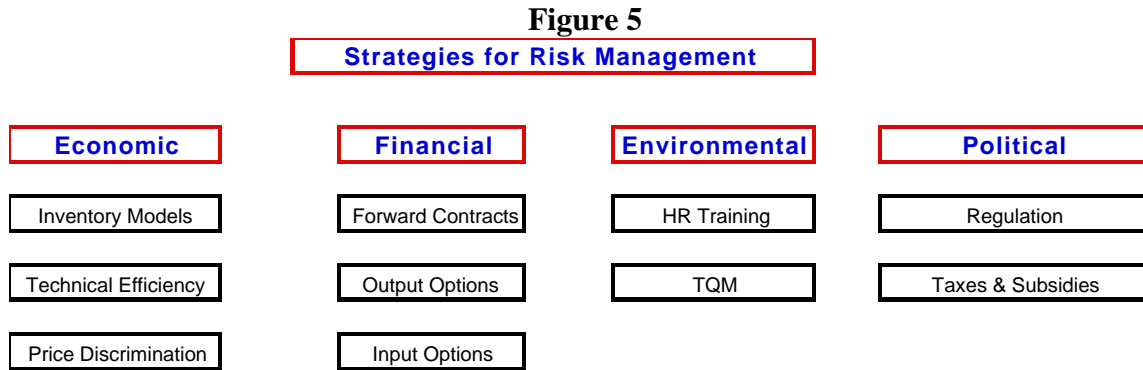 Figure 5
Strategies for Risk Management
Economic
Financial
Environmental
Political
Inventory Models
Forward Contracts
HR Training
Regulation
Technical Efficiency
Output Options
TQM
Taxes & Subsidies
Price Discrimination
Input Options